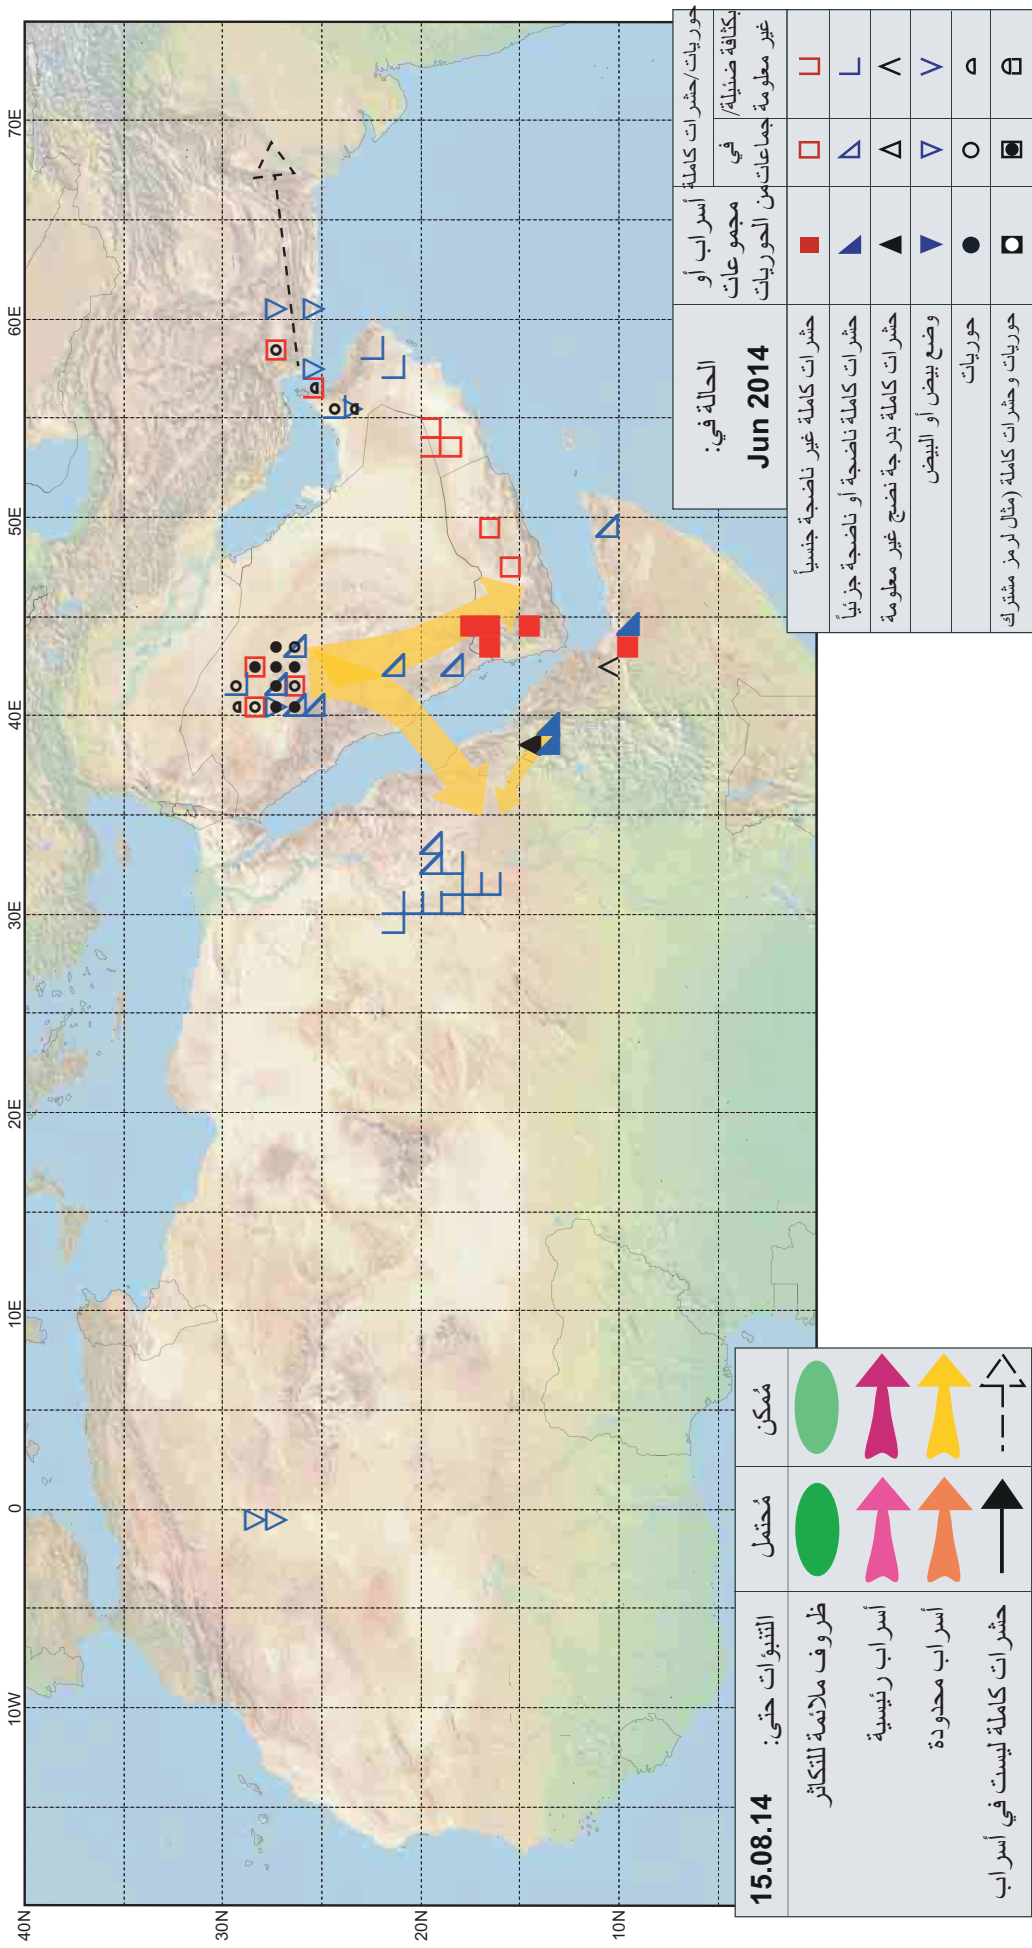 40N
30N
20N
10N
10W
0
10E
20E
30E
40E
50E
60E
70E
التنبؤات حتى:
15.08.14
مُحتمل
مُمكن
ظروف ملائمة للتكاثر
أسراب رئيسية
أسراب محدودة
حشرات كاملة ليست في أسراب
الحالة في:
Jun 2014
أسراب أو
مجموعات
من الحوريات
حوريات/حشرات كاملة
في
جماعات
بكثافة ضئيلة/
غير معلومة
حشرات كاملة غير ناضجة جنسياً
حشرات كاملة ناضجة أو ناضجة جزئياً
حشرات كاملة بدرجة نضج غير معلومة
وضع بيض أو البيض
حوريات
حوريات وحشرات كاملة (مثال لرمز مشترك